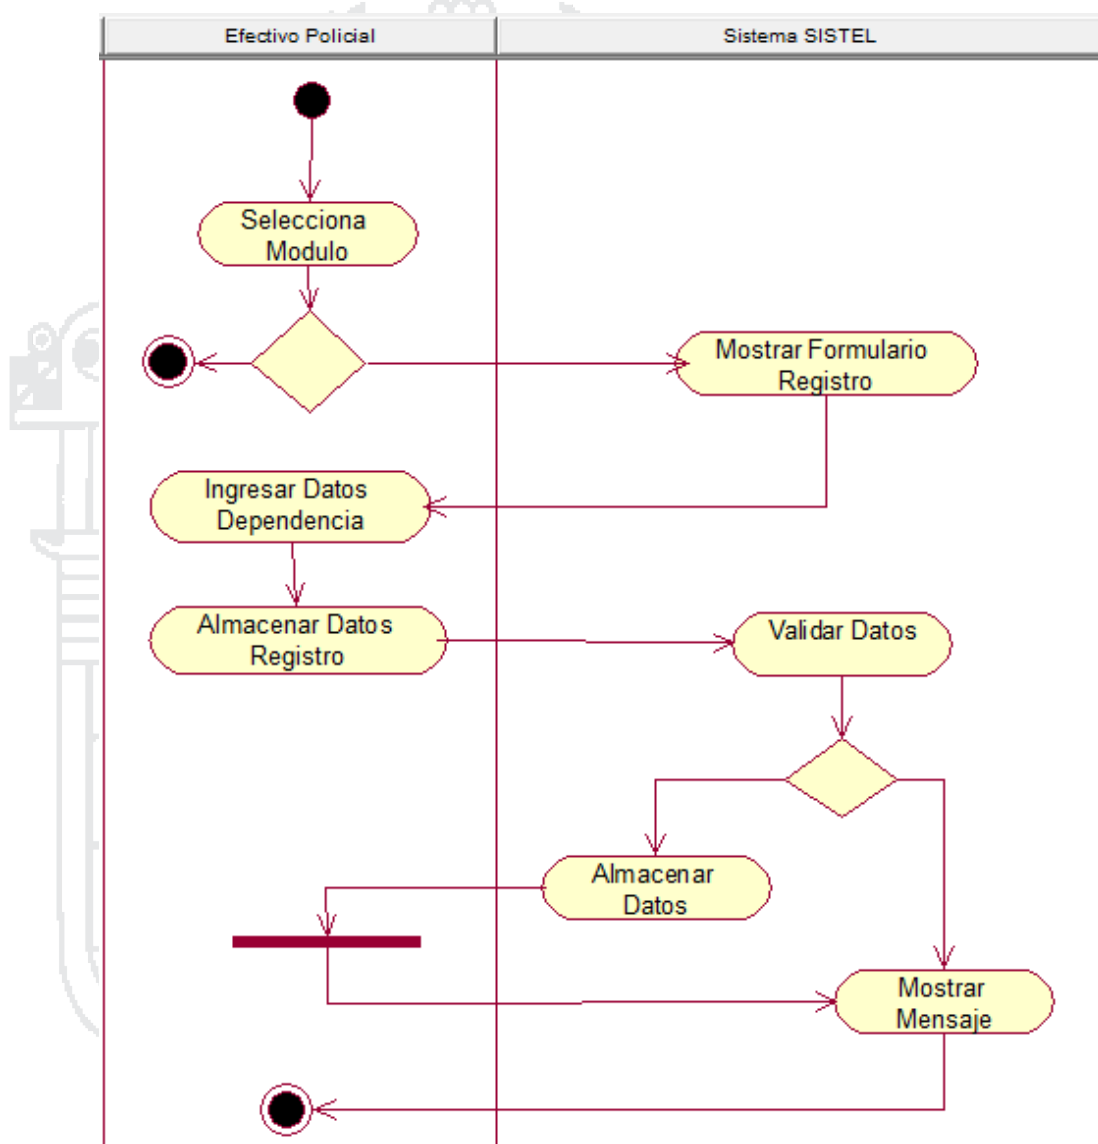 Efectivo Policial
Sistema SISTEL
Selecciona
Modulo
Mostrar Formulario
Registro
Ingresar Datos
Dependencia
Almacenar Datos
Registro
Validar Datos
Almacenar
Datos
Mostrar
Mensaje